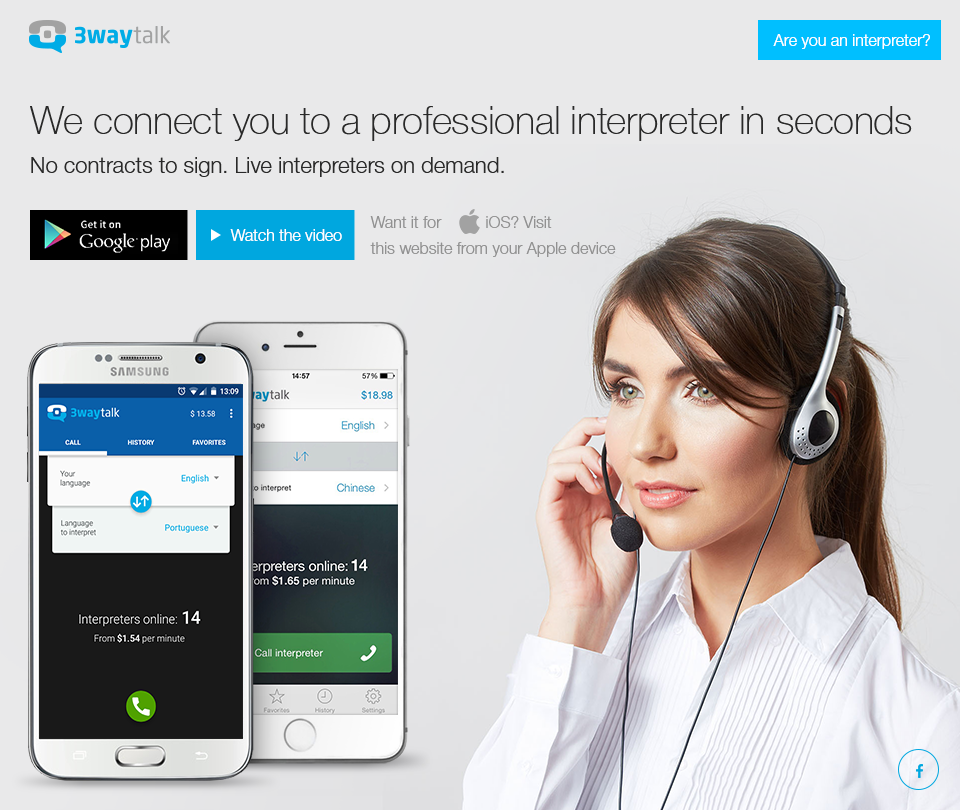 3waytalk
Are you an interpreter?
We connect you to a professional interpreter in seconds
No contracts to sign. Live interpreters on demand.
Get it on
Google play
Watch the video
Want it for iOS? Visit
this website from your Apple device
SAMSUNG
13:09
3waytalk
$ 13.58
CALL HISTORY FAVORITES
Your
language
English
Language
to interpret
Portuguese
Interpreters online: 14
From $1.54 per minute
14:57 57%
waytalk
$18.98
age
English
o interpret
Chinese
erpreters online: 14
om $1.65 per minute
Call interpreter
Favorites History Settings
f